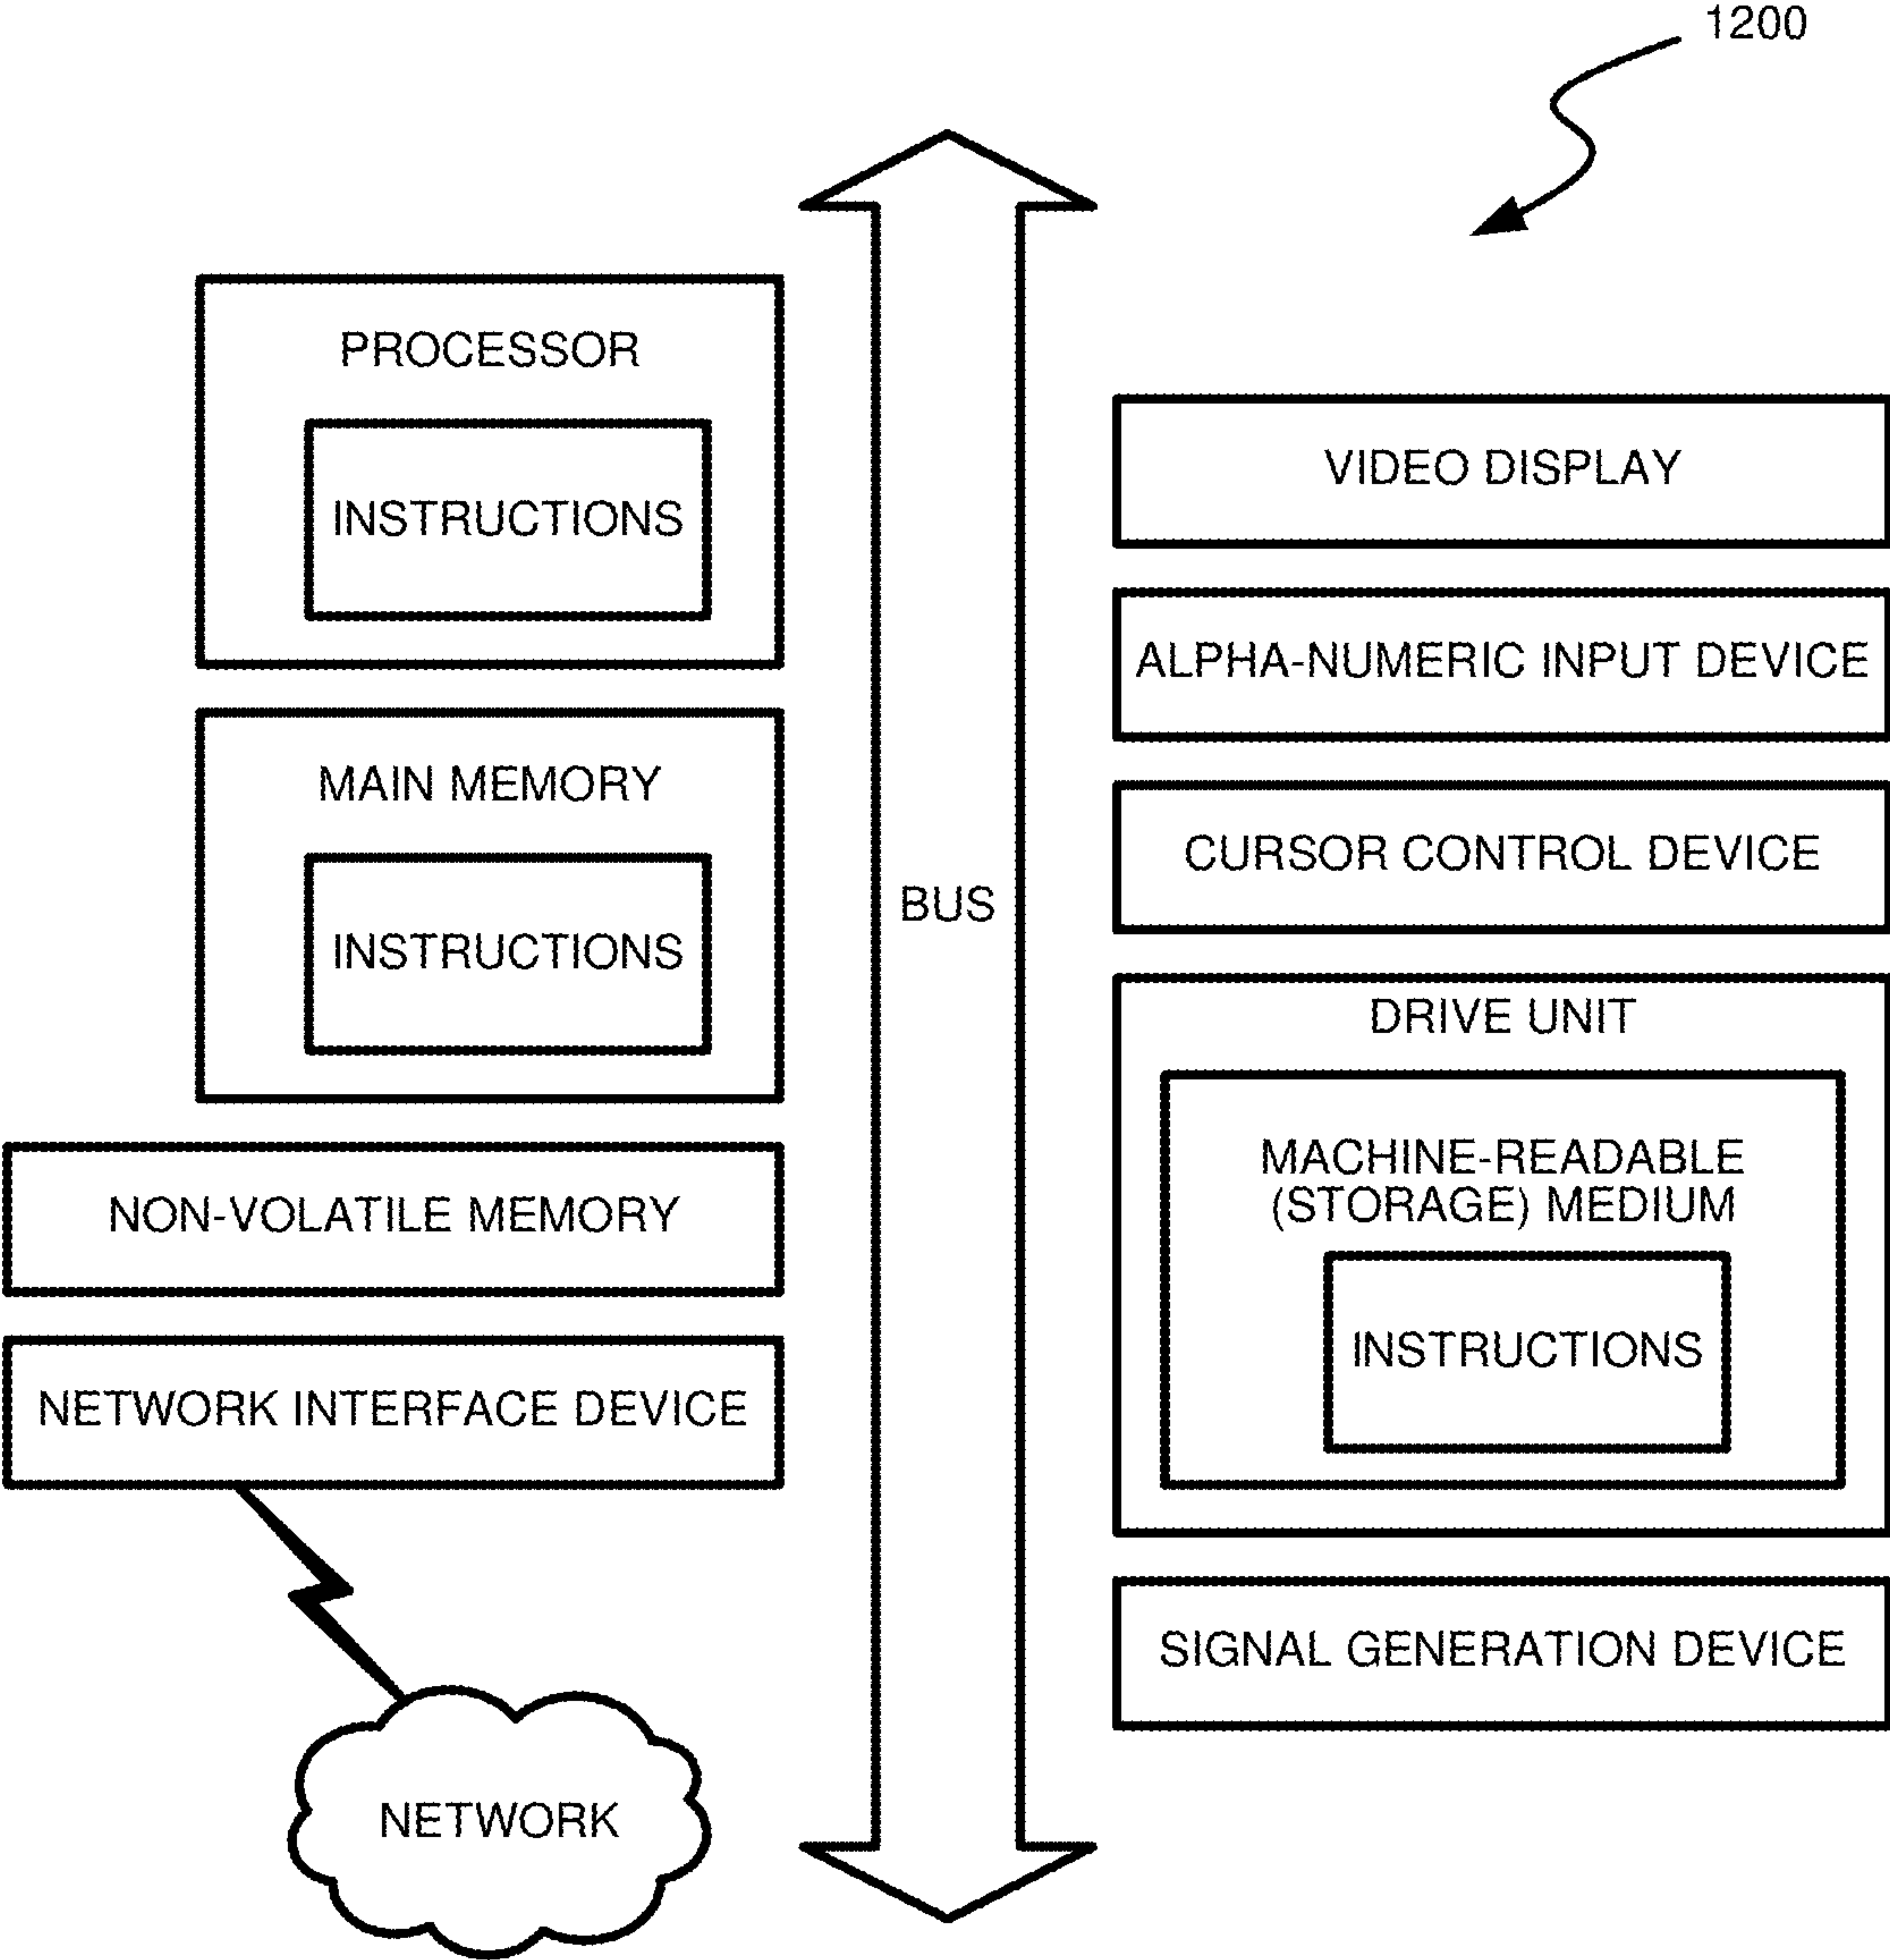 1200
PROCESSOR
INSTRUCTIONS
MAIN MEMORY
INSTRUCTIONS
NON-VOLATILE MEMORY
NETWORK INTERFACE DEVICE
NETWORK
BUS
VIDEO DISPLAY
ALPHA-NUMERIC INPUT DEVICE
CURSOR CONTROL DEVICE
DRIVE UNIT
MACHINE-READABLE
(STORAGE) MEDIUM
INSTRUCTIONS
SIGNAL GENERATION DEVICE